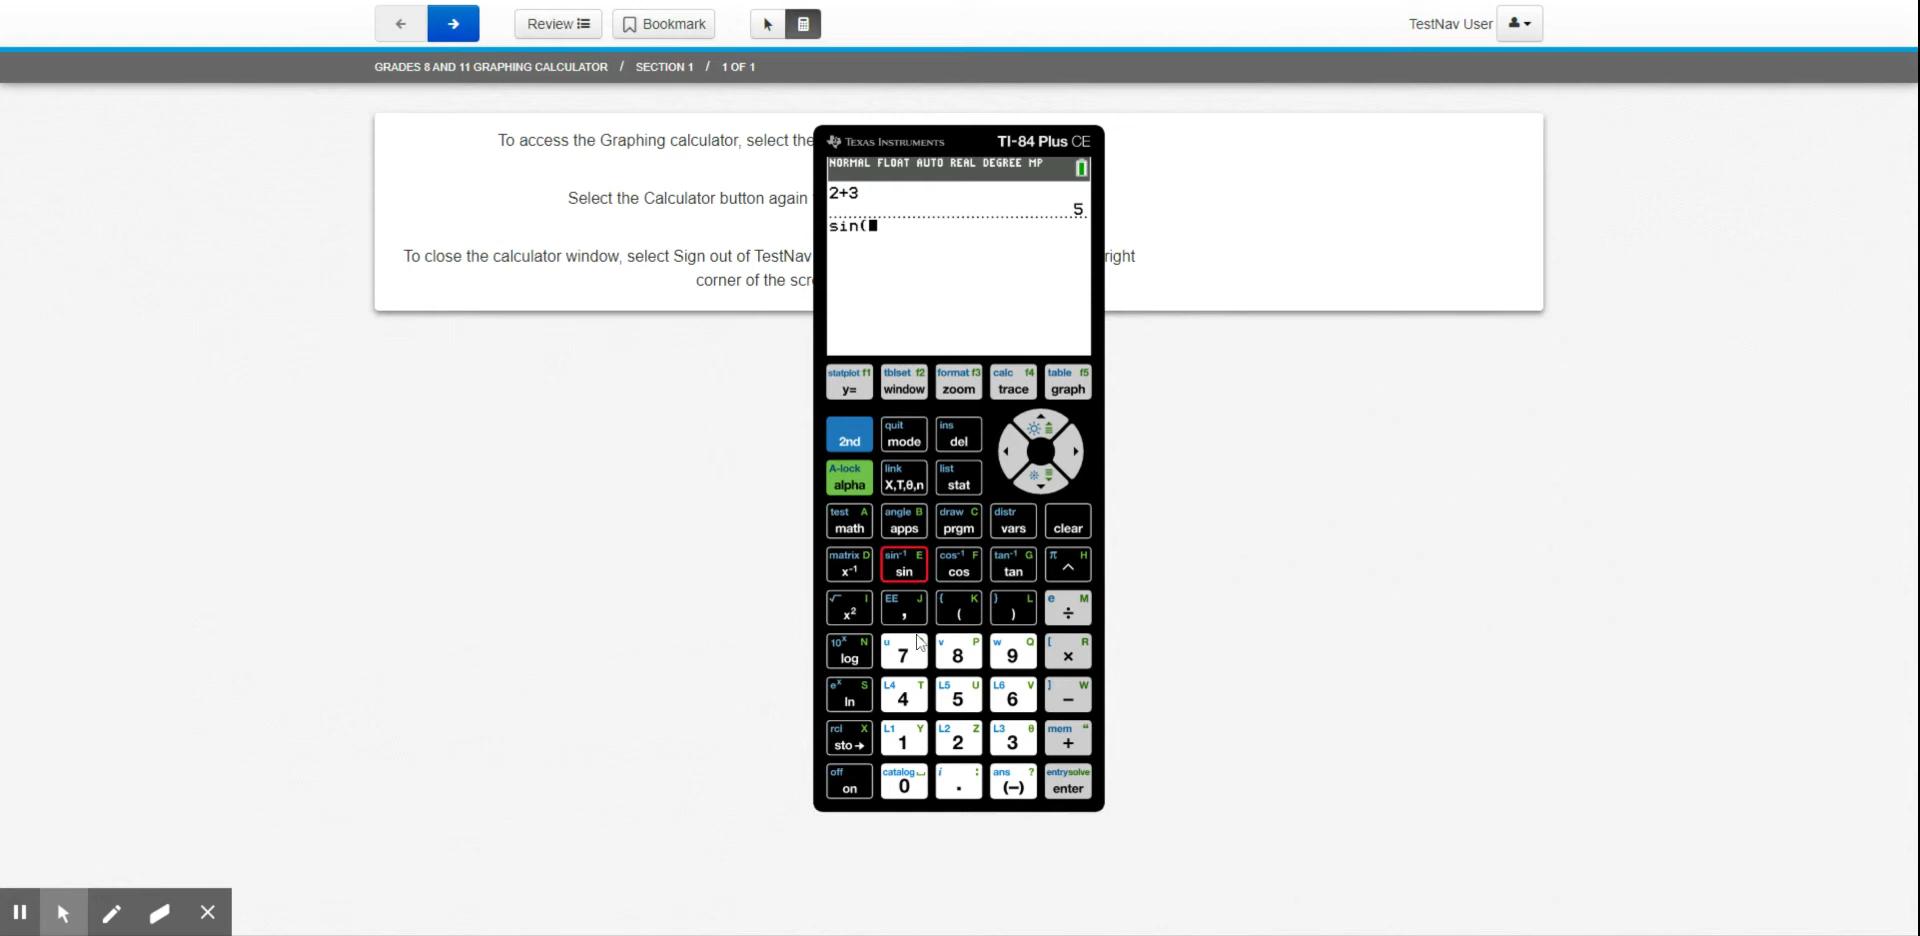 Review
Bookmark
TestNav User
GRADES 8 AND 11 GRAPHING CALCULATOR / SECTION 1 / 1 OF 1
To access the Graphing calculator, select the
Select the Calculator button again
To close the calculator window, select Sign out of TestNav
right
corner of the scr
TEXAS INSTRUMENTS TI-84 Plus CE
NORMAL FLOAT AUTO REAL DEGREE MP
2+3
5
sin(
statplot f1 tblset f2 format f3 calc f4 table f5
y= window zoom trace graph
quit ins
2nd mode del
A-lock link list
alpha X,T,θ,n stat
test A angle B draw C distr
math apps prgm vars clear
matrix D sin⁻¹ E cos⁻¹ F tan⁻¹ G π H
x⁻¹ sin cos tan ^
√ I EE J { K } L e M
x² , ( ) ÷
10ˣ N u v P w Q [ R
log 7 8 9 ×
eˣ S L4 T L5 U L6 V ] W
ln 4 5 6 −
rcl X L1 Y L2 Z L3 θ mem "
sto→ 1 2 3 +
off catalog i : ans ? entry solve
on 0 . (−) enter